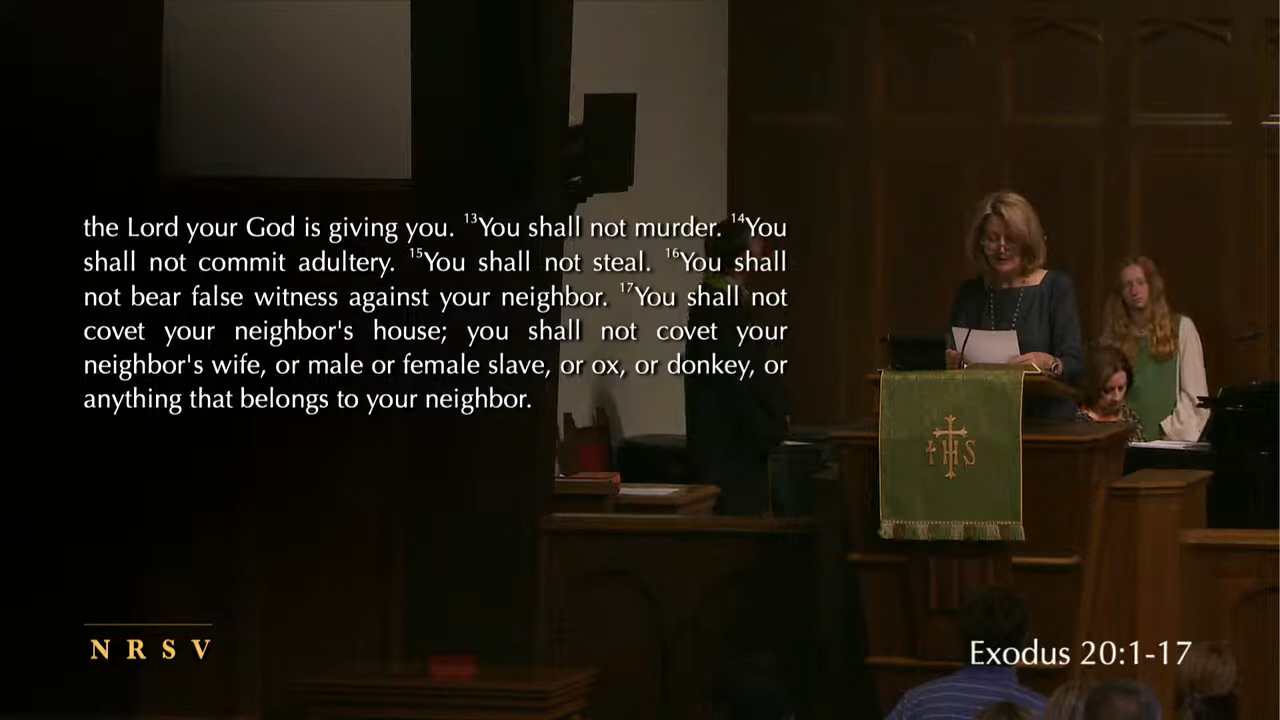 the Lord your God is giving you. ¹³You shall not murder. ¹⁴You
shall not commit adultery. ¹⁵You shall not steal. ¹⁶You shall
not bear false witness against your neighbor. ¹⁷You shall not
covet your neighbor's house; you shall not covet your
neighbor's wife, or male or female slave, or ox, or donkey, or
anything that belongs to your neighbor.
IHS
NRSV
Exodus 20:1-17